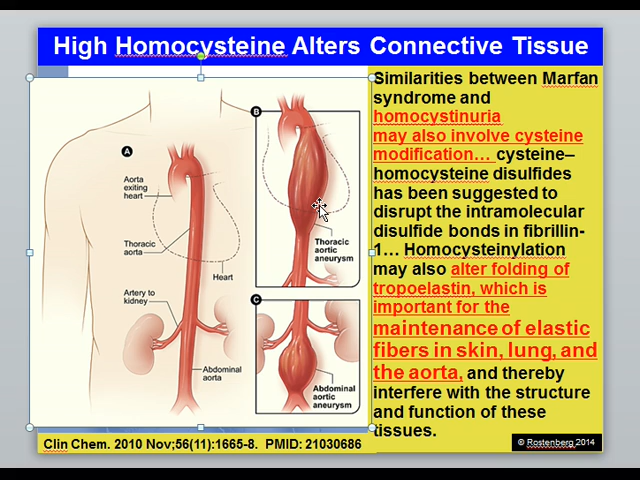 High Homocysteine Alters Connective Tissue
A
Aorta
exiting
heart
Thoracic
aorta
Heart
Artery to
kidney
Abdominal
aorta
B
Thoracic
aortic
aneurysm
C
Abdominal
aortic
aneurysm
Similarities between Marfan
syndrome and
homocystinuria
may also involve cysteine
modification… cysteine–
homocysteine disulfides
has been suggested to
disrupt the intramolecular
disulfide bonds in fibrillin-
1… Homocysteinylation
may also alter folding of
tropoelastin, which is
important for the
maintenance of elastic
fibers in skin, lung, and
the aorta, and thereby
interfere with the structure
and function of these
tissues.
Clin Chem. 2010 Nov;56(11):1665-8. PMID: 21030686
© Rostenberg 2014